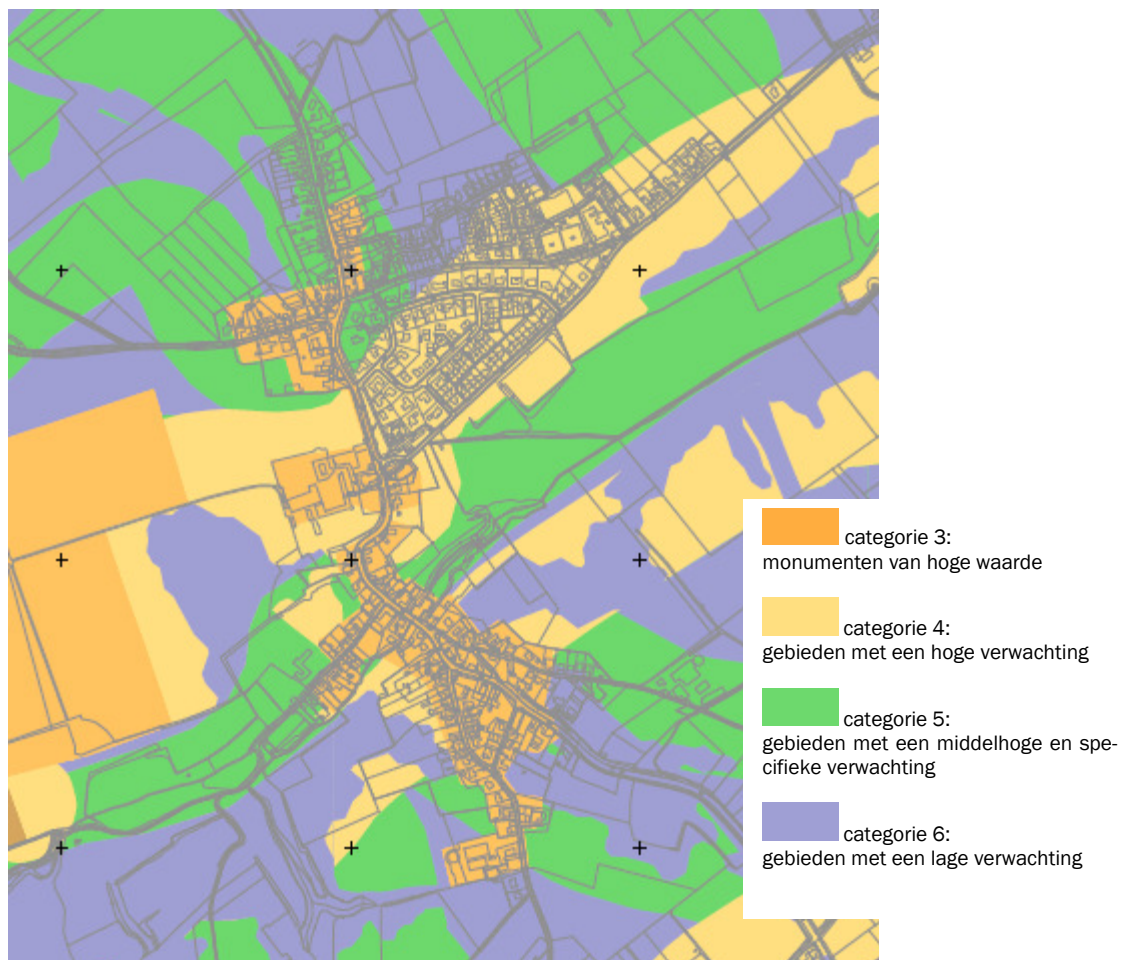 categorie 3:
monumenten van hoge waarde
categorie 4:
gebieden met een hoge verwachting
categorie 5:
gebieden met een middelhoge en spe-
cifieke verwachting
categorie 6:
gebieden met een lage verwachting